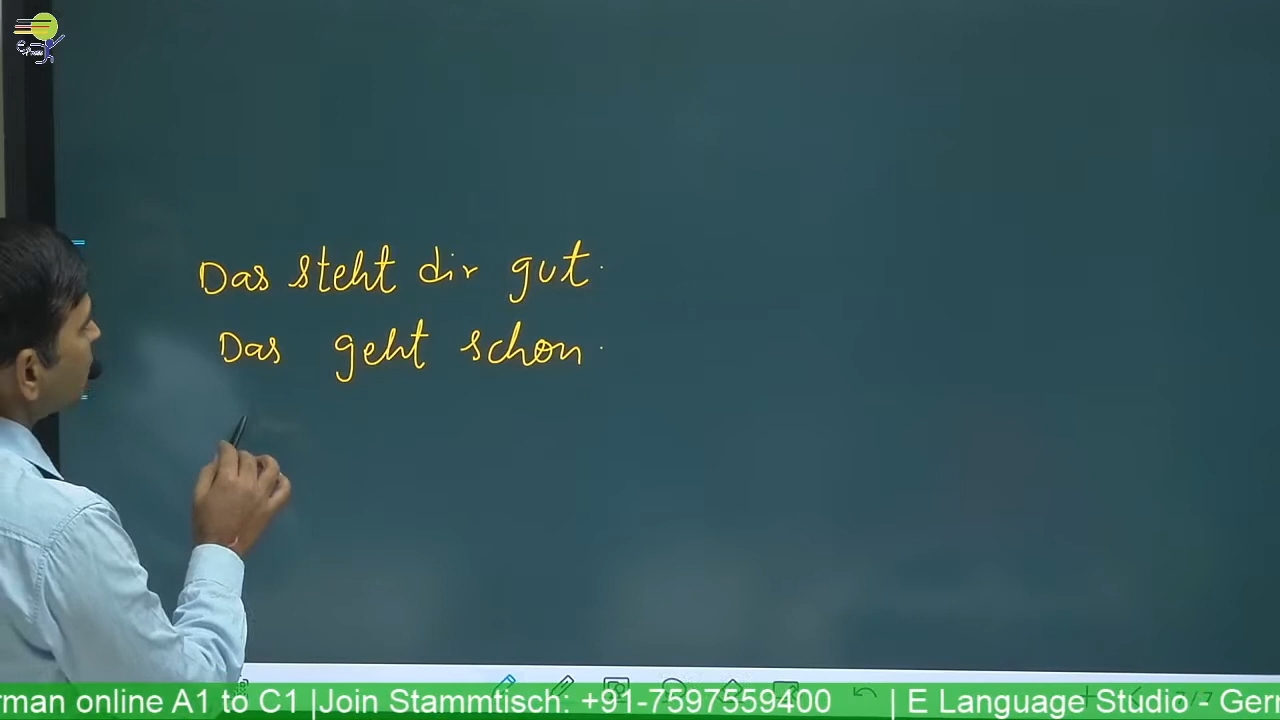 Das steht dir gut.
Das geht schon.
rman online A1 to C1 |Join Stammtisch: +91-7597559400 | E Language Studio - Ger